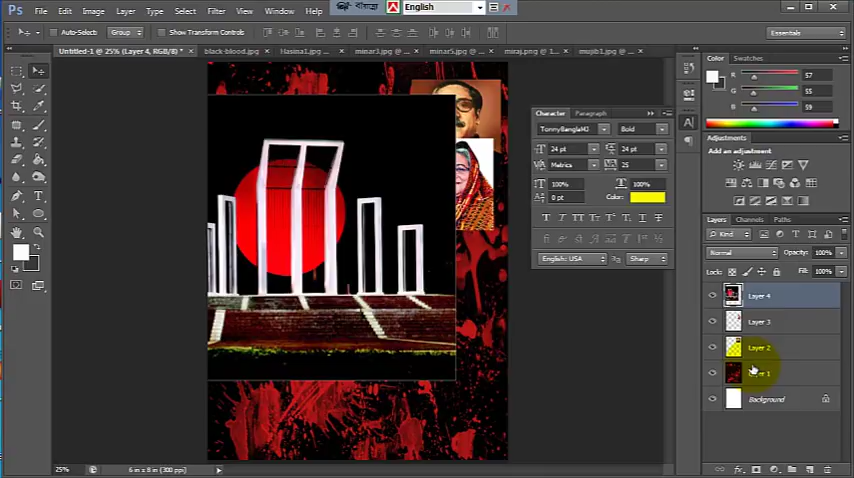 Ps File Edit Image Layer Type Select Filter 3D View Window Help
English
Auto-Select: Group Show Transform Controls
Essentials
Untitled-1 @ 25% (Layer 4, RGB/8) * black-blood.jpg Hasina1.jpg ... minar3.jpg @ ... minar5.jpg @ ... miraj.png @ 1... mujib1.jpg @ ...
Color Swatches
R 57
G 55
B 59
Character Paragraph
TonnyBanglaMJ Bold
24 pt 24 pt
Metrics 25
100% 100%
0 pt Color:
English: USA Sharp
Adjustments
Add an adjustment
Layers Channels Paths
Kind
Normal Opacity: 100%
Lock: Fill: 100%
Layer 4
Layer 3
Layer 2
Layer 1
Background
25% 6 in x 8 in (300 ppi)